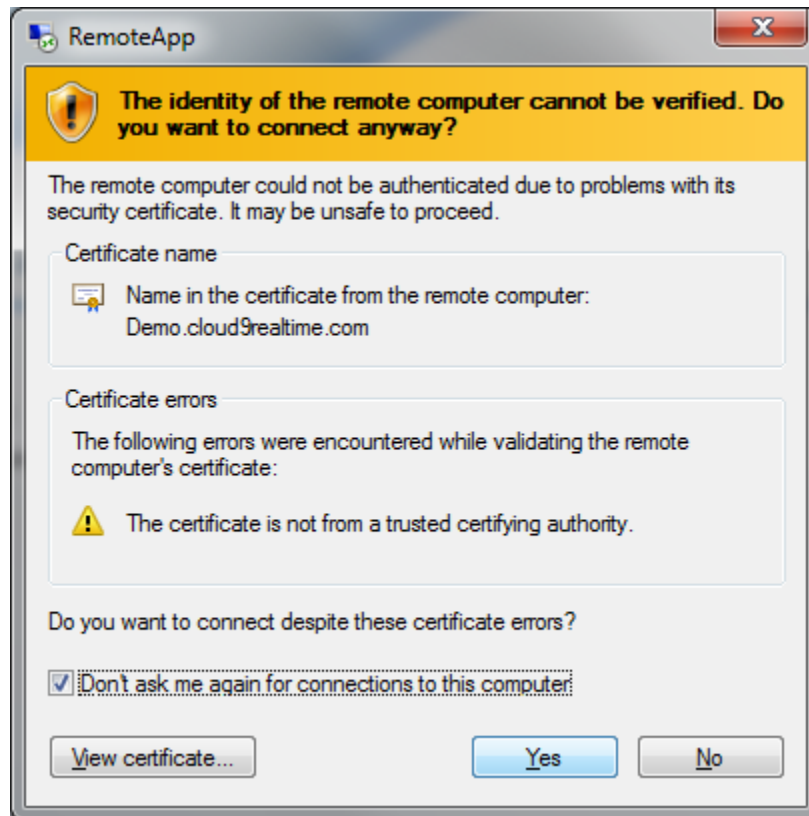 RemoteApp
The identity of the remote computer cannot be verified. Do
you want to connect anyway?
The remote computer could not be authenticated due to problems with its
security certificate. It may be unsafe to proceed.
Certificate name
Name in the certificate from the remote computer:
Demo.cloud9realtime.com
Certificate errors
The following errors were encountered while validating the remote
computer's certificate:
The certificate is not from a trusted certifying authority.
Do you want to connect despite these certificate errors?
Don't ask me again for connections to this computer
View certificate... Yes No